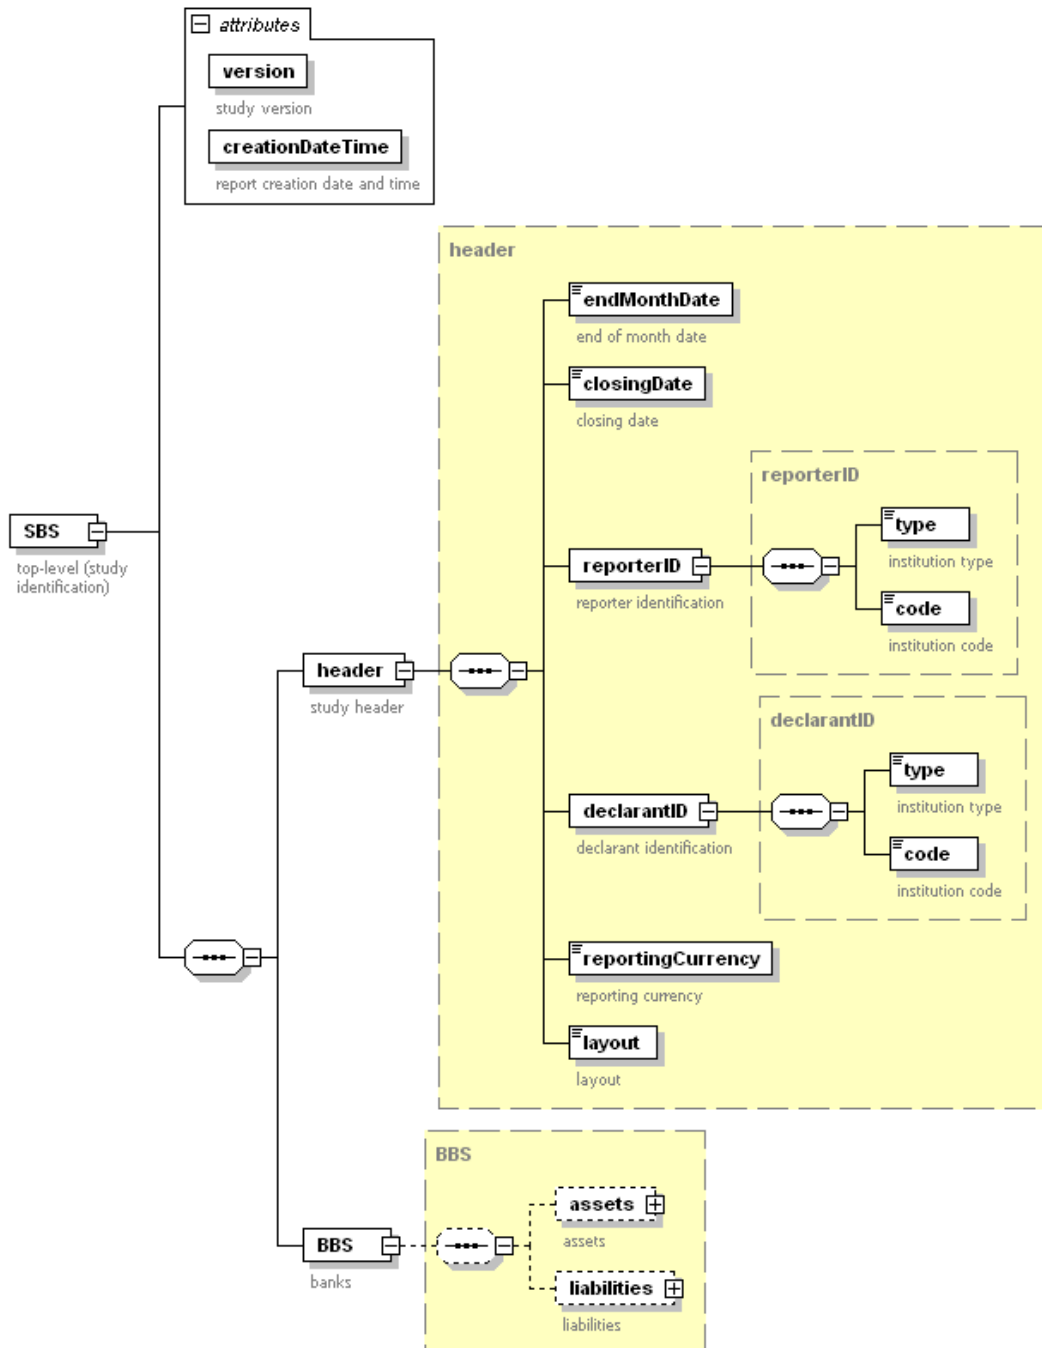 attributes
version
study version
creationDateTime
report creation date and time
header
endMonthDate
end of month date
closingDate
closing date
reporterID
type
institution type
reporterID
reporter identification
code
institution code
SBS
top-level (study
identification)
header
study header
declarantID
type
institution type
declarantID
declarant identification
code
institution code
reportingCurrency
reporting currency
layout
layout
BBS
assets
assets
BBS
banks
liabilities
liabilities